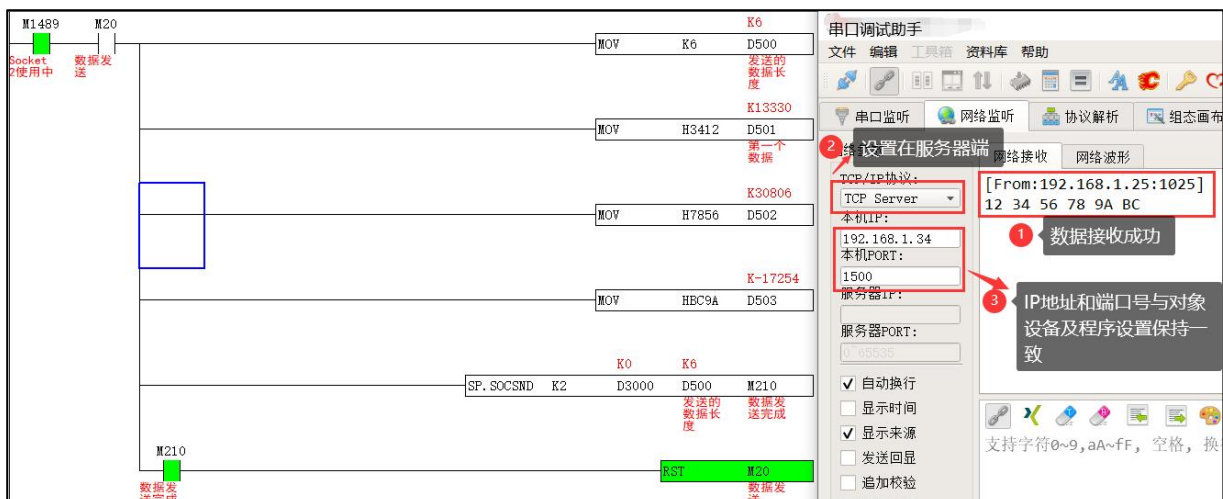 M1489
M20
Socket
2使用中
数据发
送
K6
MOV
K6
D500
发送的
数据长
度
K13330
MOV
H3412
D501
第一个
数据
K30806
MOV
H7856
D502
K-17254
MOV
HBC9A
D503
K0
K6
SP.SOCSND
K2
D3000
D500
M210
发送的
数据长
度
数据发
送完成
M210
数据发
送完成
RST
M20
数据发
送
串口调试助手
文件 编辑 工具箱 资料库 帮助
串口监听
网络监听
协议解析
组态画布
2
设置在服务器端
网络接收
网络波形
TCP/IP协议:
TCP Server
本机IP:
192.168.1.34
本机PORT:
1500
服务器IP:
服务器PORT:
0~65535
[From:192.168.1.25:1025]
12 34 56 78 9A BC
1
数据接收成功
3
IP地址和端口号与对象
设备及程序设置保持一
致
自动换行
显示时间
显示来源
发送回显
追加校验
支持字符0~9,aA~fF, 空格, 换